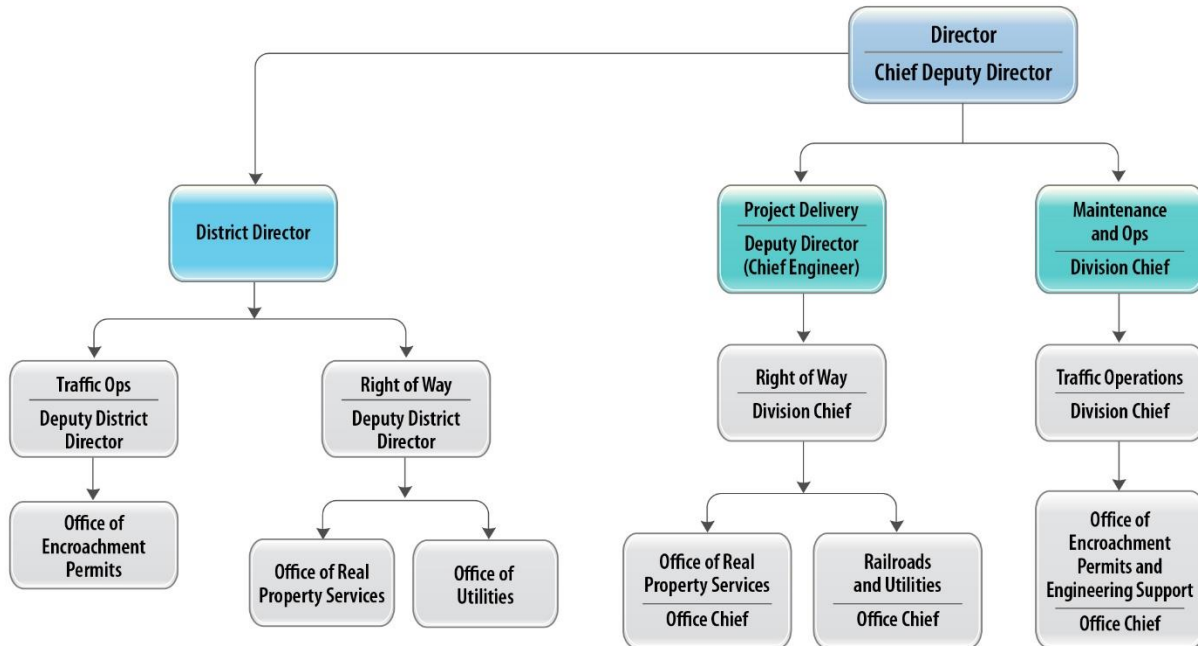 Director
Chief Deputy Director
District Director
Project Delivery
Deputy Director
(Chief Engineer)
Maintenance
and Ops
Division Chief
Traffic Ops
Deputy District
Director
Right of Way
Deputy District
Director
Right of Way
Division Chief
Traffic Operations
Division Chief
Office of
Encroachment
Permits
Office of Real
Property Services
Office of
Utilities
Office of Real
Property Services
Office Chief
Railroads
and Utilities
Office Chief
Office of
Encroachment
Permits and
Engineering Support
Office Chief